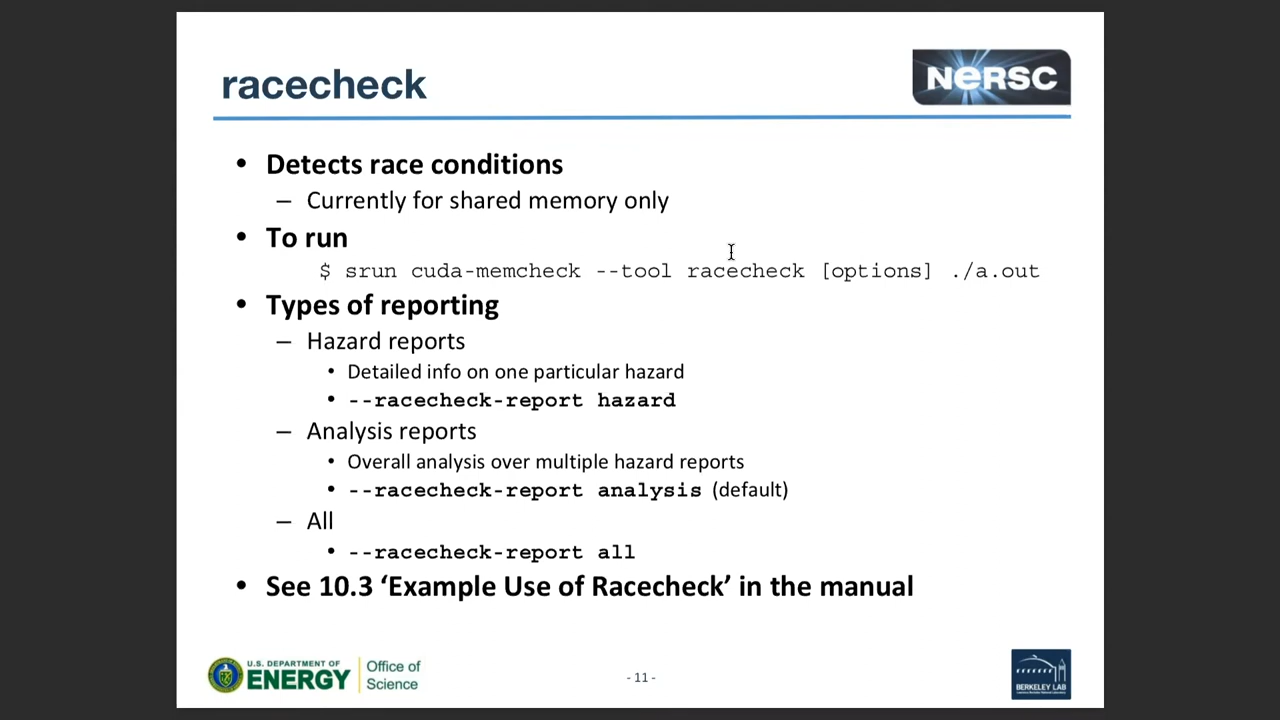 racecheck
NERSC
• Detects race conditions
– Currently for shared memory only
• To run
$ srun cuda-memcheck --tool racecheck [options] ./a.out
• Types of reporting
– Hazard reports
• Detailed info on one particular hazard
• --racecheck-report hazard
– Analysis reports
• Overall analysis over multiple hazard reports
• --racecheck-report analysis (default)
– All
• --racecheck-report all
• See 10.3 ‘Example Use of Racecheck’ in the manual
U.S. DEPARTMENT OF
ENERGY
Office of
Science
- 11 -
BERKELEY LAB